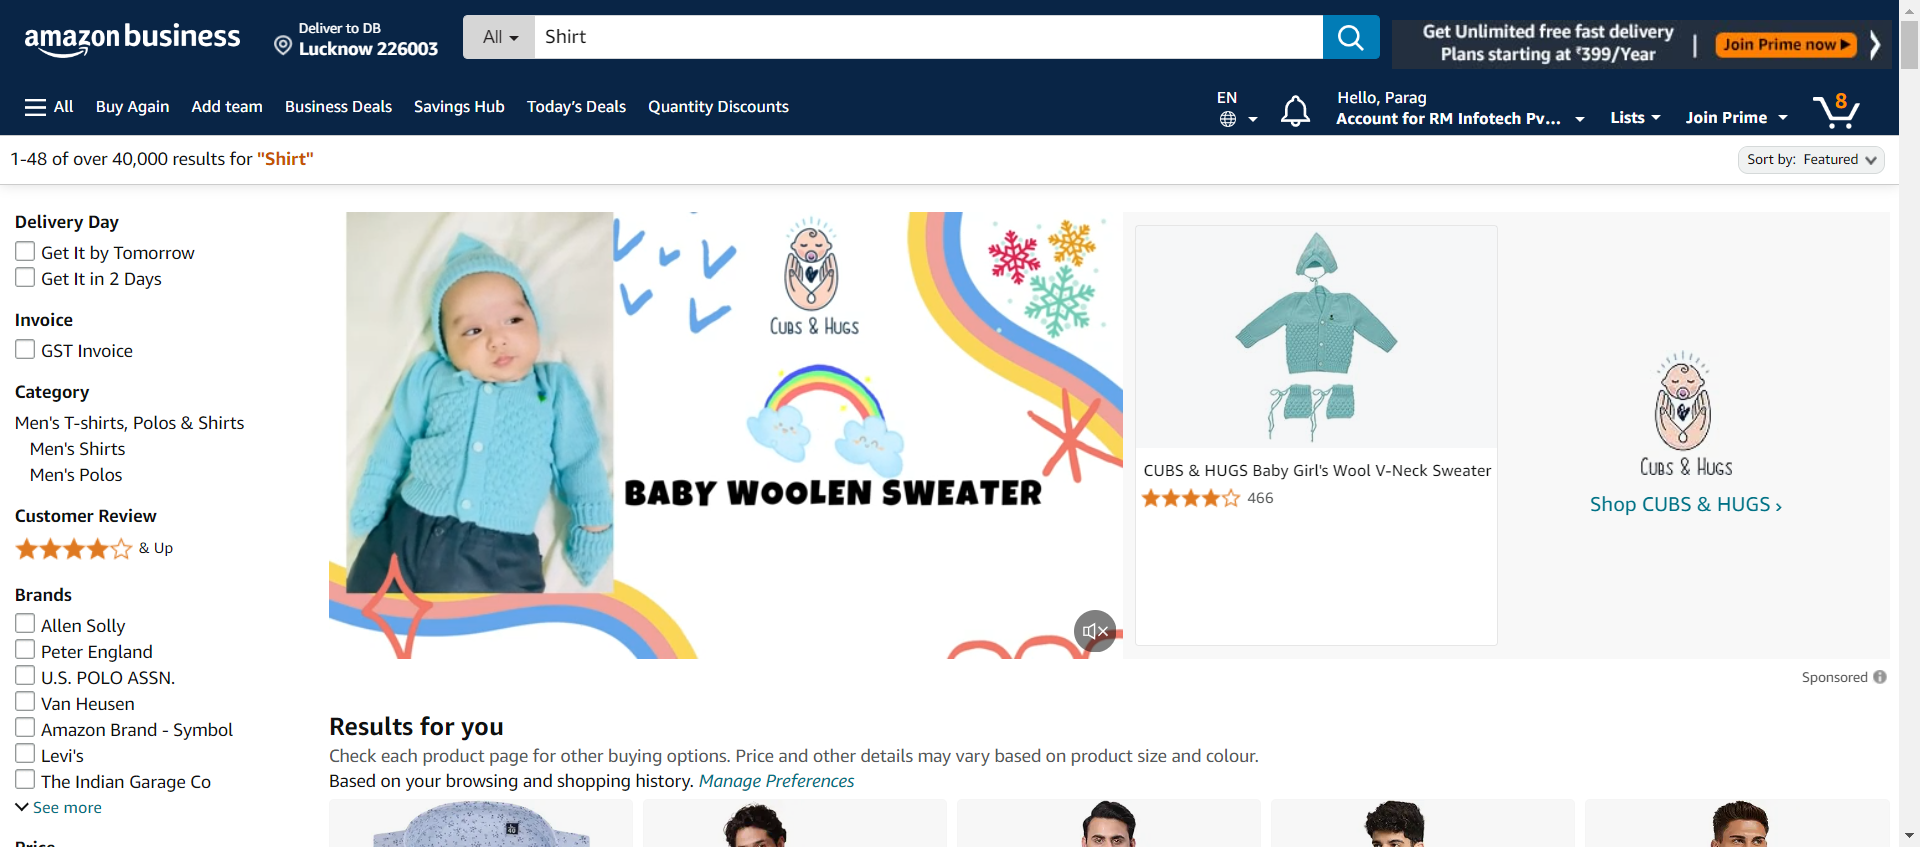 amazon business
Deliver to DB
Lucknow 226003
All
Shirt
Get Unlimited free fast delivery
Plans starting at ₹399/Year
Join Prime now
All
Buy Again
Add team
Business Deals
Savings Hub
Today's Deals
Quantity Discounts
EN
Hello, Parag
Account for RM Infotech Pv...
Lists
Join Prime
8
1-48 of over 40,000 results for "Shirt"
Sort by: Featured
Delivery Day
Get It by Tomorrow
Get It in 2 Days
Invoice
GST Invoice
Category
Men's T-shirts, Polos & Shirts
Men's Shirts
Men's Polos
Customer Review
& Up
Brands
Allen Solly
Peter England
U.S. POLO ASSN.
Van Heusen
Amazon Brand - Symbol
Levi's
The Indian Garage Co
See more
Price
CUBS & HUGS
BABY WOOLEN SWEATER
CUBS & HUGS Baby Girl's Wool V-Neck Sweater
466
CUBS & HUGS
Shop CUBS & HUGS ›
Sponsored
Results for you
Check each product page for other buying options. Price and other details may vary based on product size and colour.
Based on your browsing and shopping history. Manage Preferences